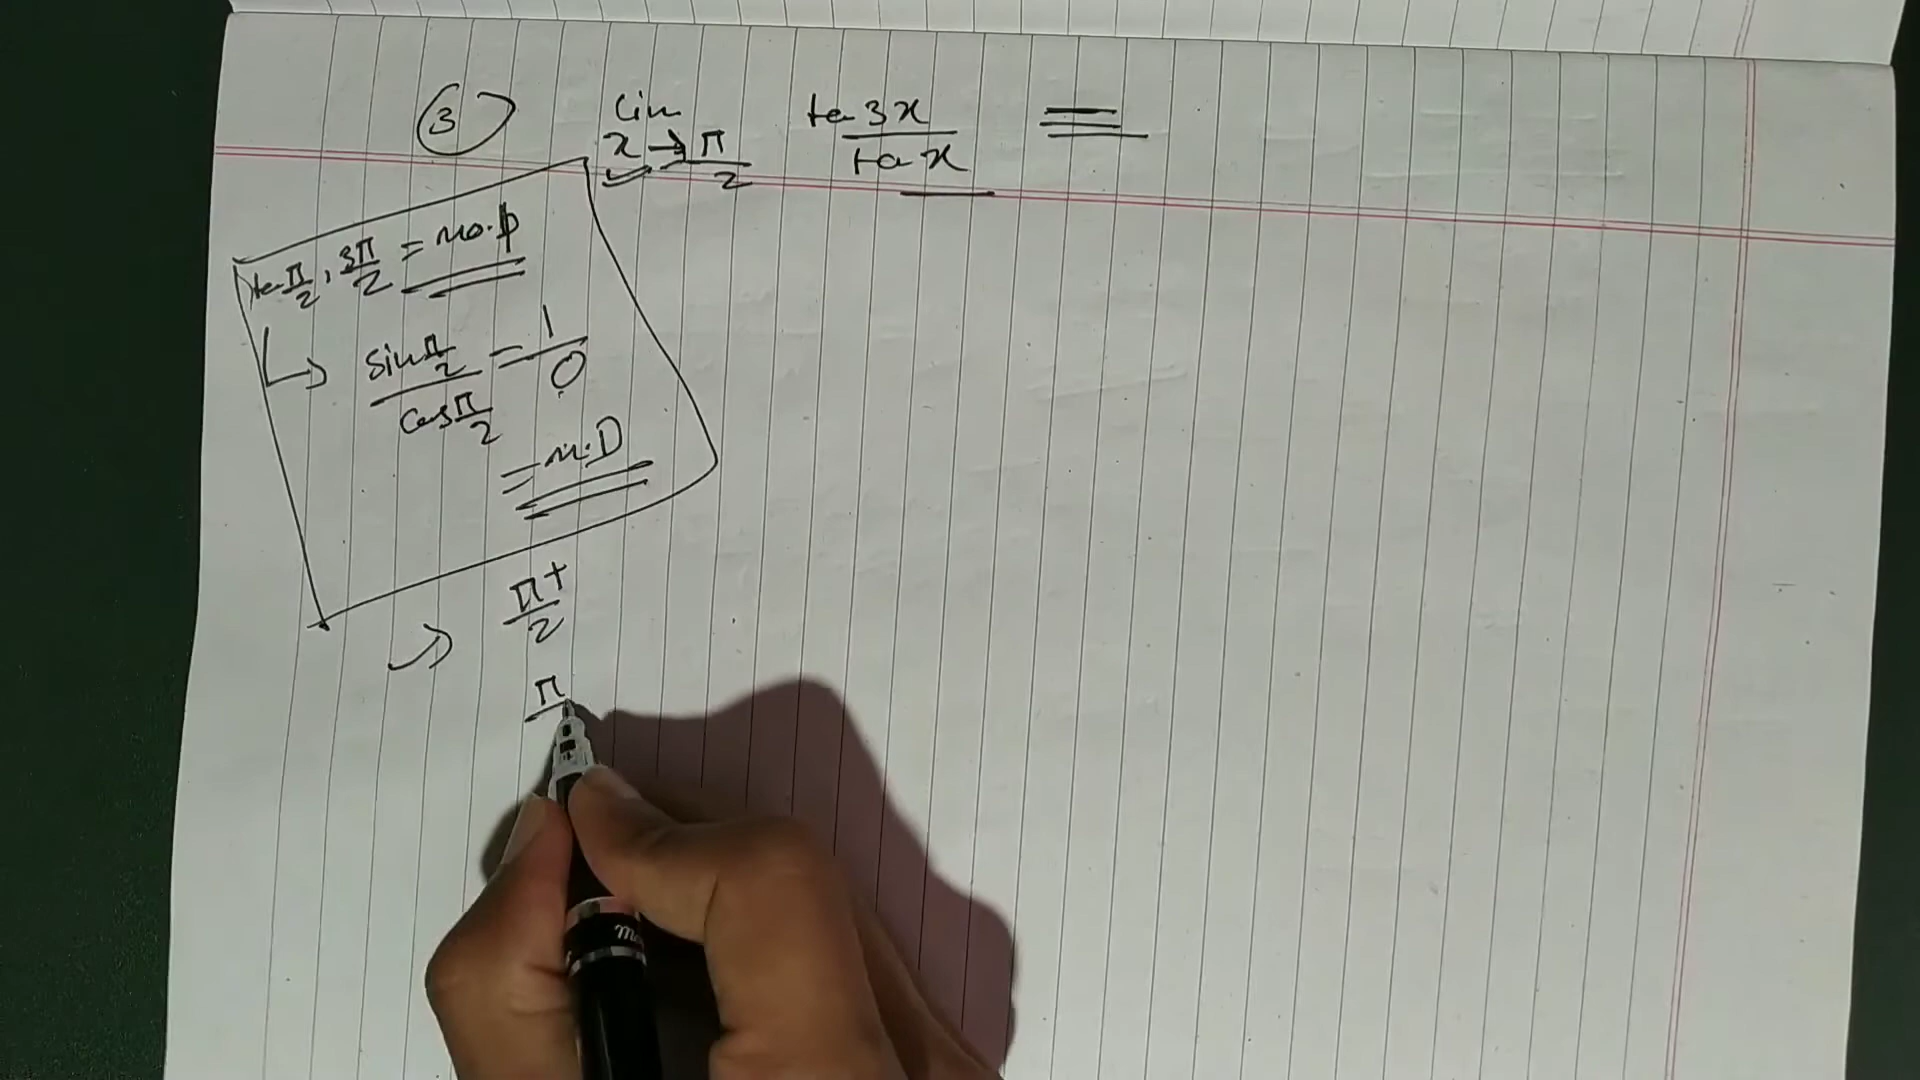 3 lim tan 3x
x → π/2 tan x =
tan π/2 , 3π/2 = no. D
↳ sin π/2 / cos π/2 = 1/0
= N.D
→ π⁺/2
π